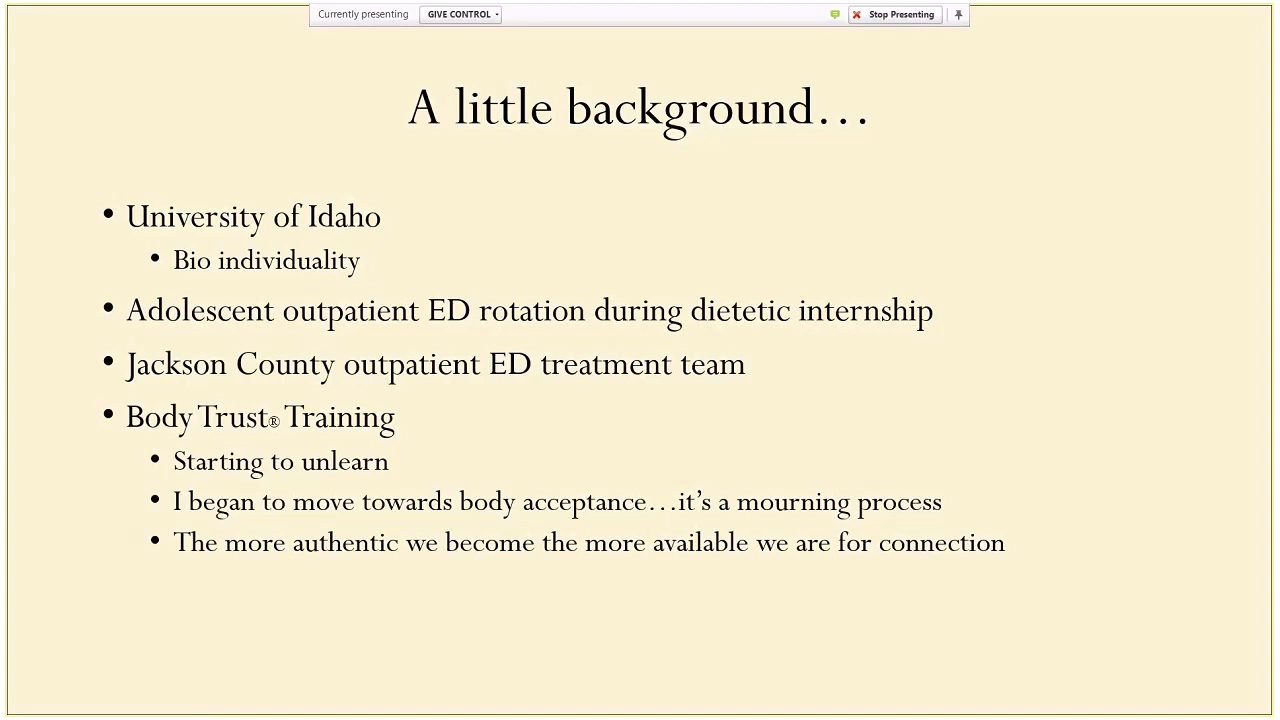 Currently presenting GIVE CONTROL Stop Presenting
A little background…
• University of Idaho
• Bio individuality
• Adolescent outpatient ED rotation during dietetic internship
• Jackson County outpatient ED treatment team
• Body Trust® Training
• Starting to unlearn
• I began to move towards body acceptance…it’s a mourning process
• The more authentic we become the more available we are for connection